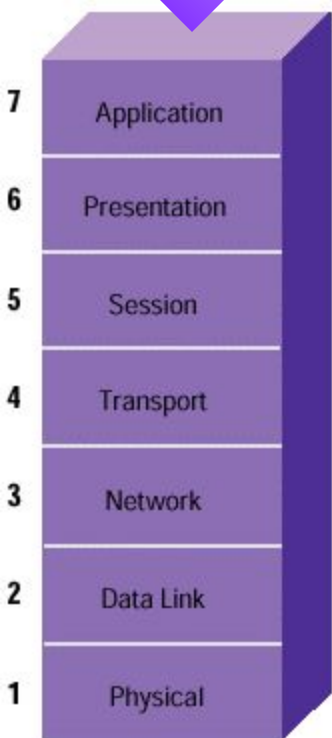 7 Application
6 Presentation
5 Session
4 Transport
3 Network
2 Data Link
1 Physical